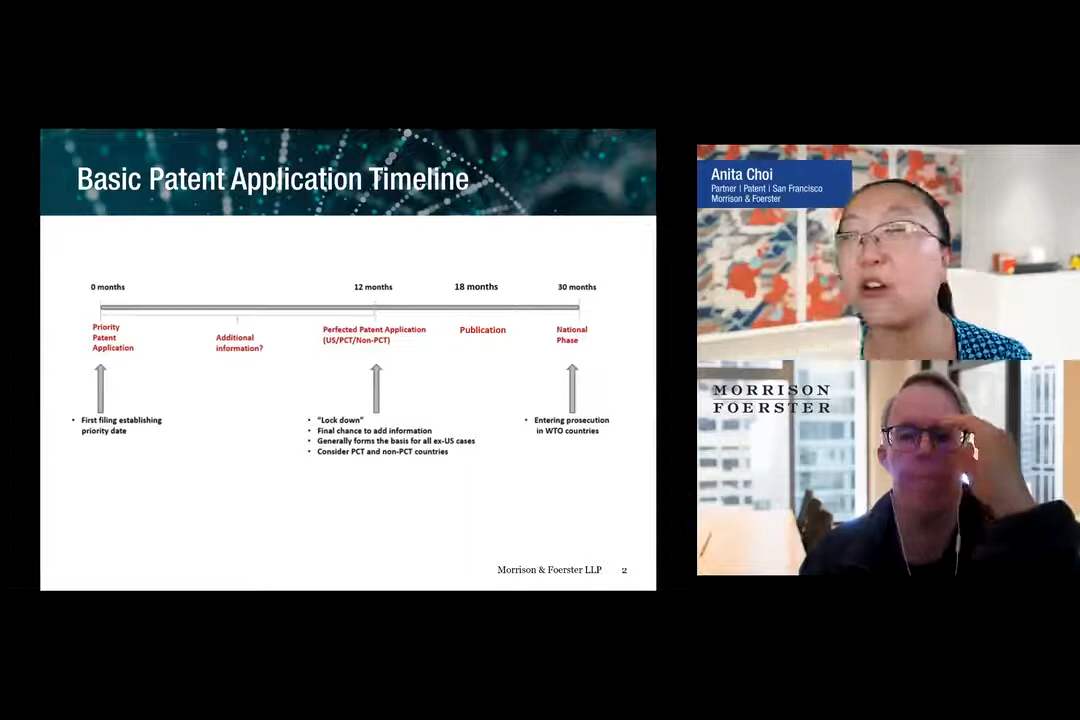 Basic Patent Application Timeline
0 months
12 months
18 months
30 months
Priority
Patent
Application
Additional
information?
Perfected Patent Application
(US/PCT/Non-PCT)
Publication
National
Phase
• First filing establishing
priority date
• “Lock down”
• Final chance to add information
• Generally forms the basis for all ex-US cases
• Consider PCT and non-PCT countries
• Entering prosecution
in WTO countries
Morrison & Foerster LLP 2
Anita Choi
Partner | Patent | San Francisco
Morrison & Foerster
MORRISON
FOERSTER